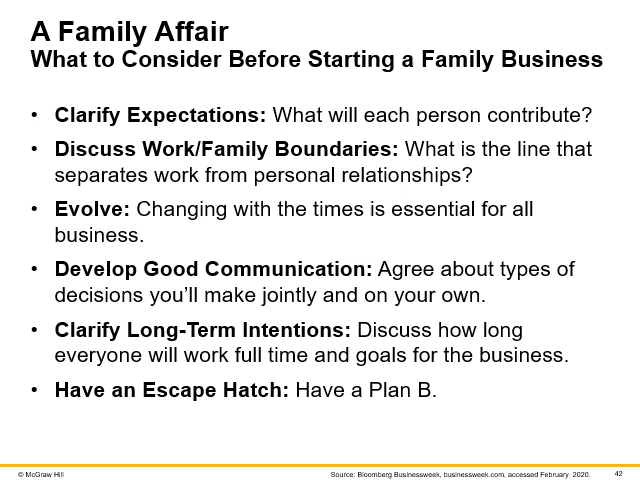 A Family Affair
What to Consider Before Starting a Family Business
• Clarify Expectations: What will each person contribute?
• Discuss Work/Family Boundaries: What is the line that
separates work from personal relationships?
• Evolve: Changing with the times is essential for all
business.
• Develop Good Communication: Agree about types of
decisions you’ll make jointly and on your own.
• Clarify Long-Term Intentions: Discuss how long
everyone will work full time and goals for the business.
• Have an Escape Hatch: Have a Plan B.
© McGraw Hill
Source: Bloomberg Businessweek, businessweek.com, accessed February 2020.
42